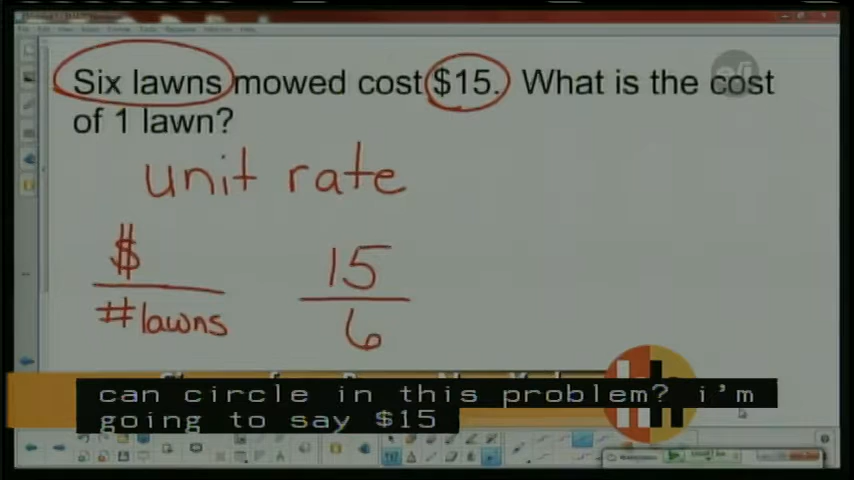 Six lawns mowed cost $15. What is the cost
of 1 lawn?
unit rate
$
#lawns
15
6
can circle in this problem? i'm
going to say $15